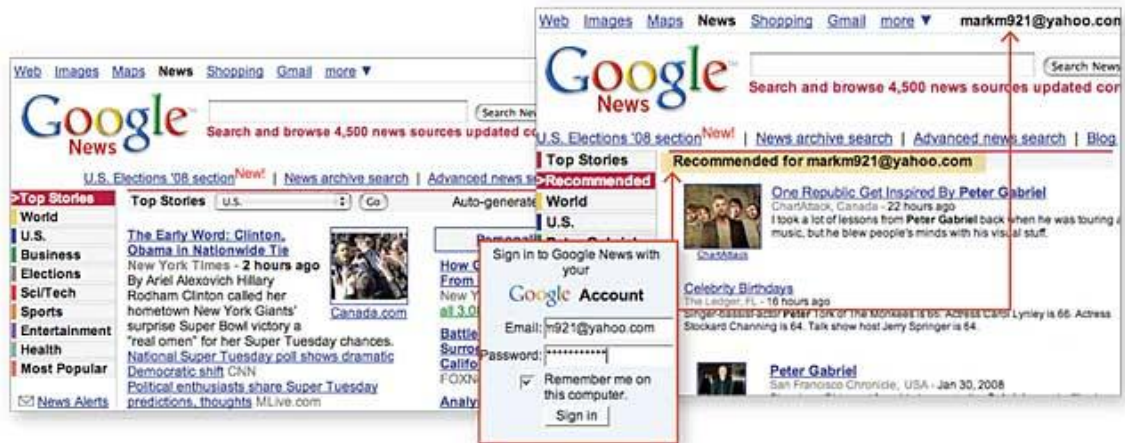 Web Images Maps News Shopping Gmail more ▼
Google
News
Search News
Search and browse 4,500 news sources updated
U.S. Elections '08 section New! | News archive search | Advanced news
>Top Stories
World
U.S.
Business
Elections
Sci/Tech
Sports
Entertainment
Health
Most Popular
News Alerts
Top Stories U.S. Go Auto-generate
The Early Word: Clinton,
Obama in Nationwide Tie
New York Times - 2 hours ago
By Ariel Alexovich Hillary
Rodham Clinton called her
hometown New York Giants'
surprise Super Bowl victory a
"real omen" for her Super Tuesday chances.
National Super Tuesday poll shows dramatic
Democratic shift CNN
Political enthusiasts share Super Tuesday
predictions, thoughts MLive.com
Canada.com
How
From
New Y
Battle
Califo
FOXN
Analy
Sign in to Google News with
your
Google Account
Email: m921@yahoo.com
Password: ************
Remember me on
this computer.
Sign in
Web Images Maps News Shopping Gmail more ▼ markm921@yahoo.com
Google
News
Search News
Search and browse 4,500 news sources updated con
U.S. Elections '08 section New! | News archive search | Advanced news search | Blog
Top Stories
>Recommended
World
U.S.
Recommended for markm921@yahoo.com
One Republic Get Inspired By Peter Gabriel
ChartAttack, Canada - 22 hours ago
I took a lot of lessons from Peter Gabriel back when he was touring a
music, but he blew people's minds with his visual stuff.
ChartAttack
Celebrity Birthdays
The Ledger, FL - 16 hours ago
Singer-bassist-actor Peter Tork of The Monkees is 66. Actress Carol Lynley is 66. Actress
Stockard Channing is 64. Talk show host Jerry Springer is 64.
Peter Gabriel
San Francisco Chronicle, USA - Jan 30, 2008